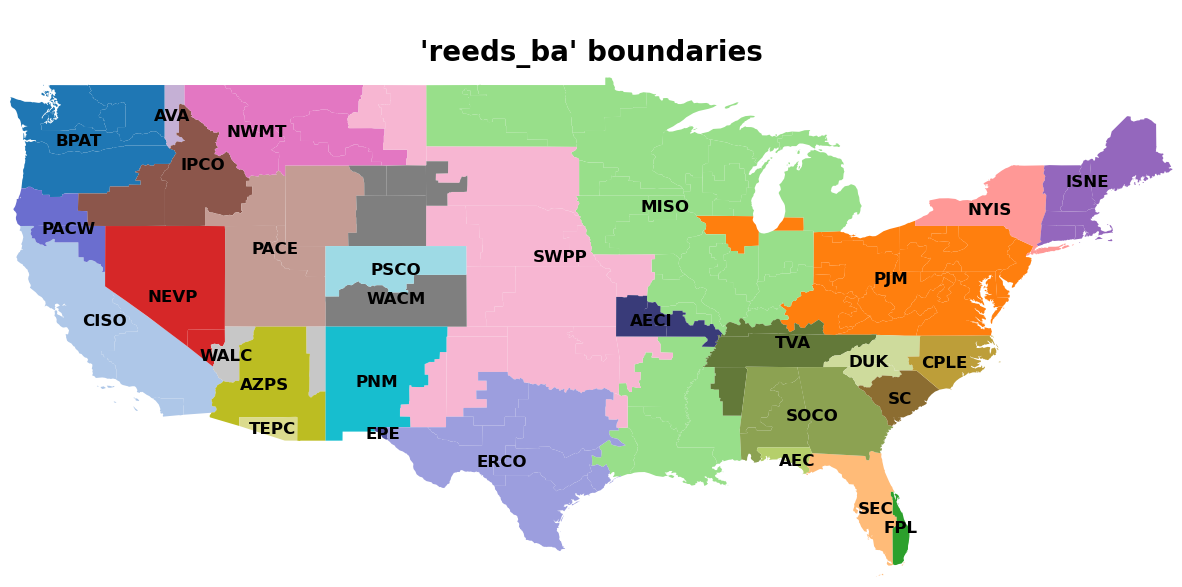 'reeds_ba' boundaries
AVA
BPAT
NWMT
IPCO
ISNE
MISO
NYIS
PACW
PACE
SWPP
PSCO
PJM
NEVP
WACM
CISO
AECI
TVA
WALC
DUK
CPLE
PNM
AZPS
SC
SOCO
TEPC
EPE
ERCO
AEC
SEC
FPL